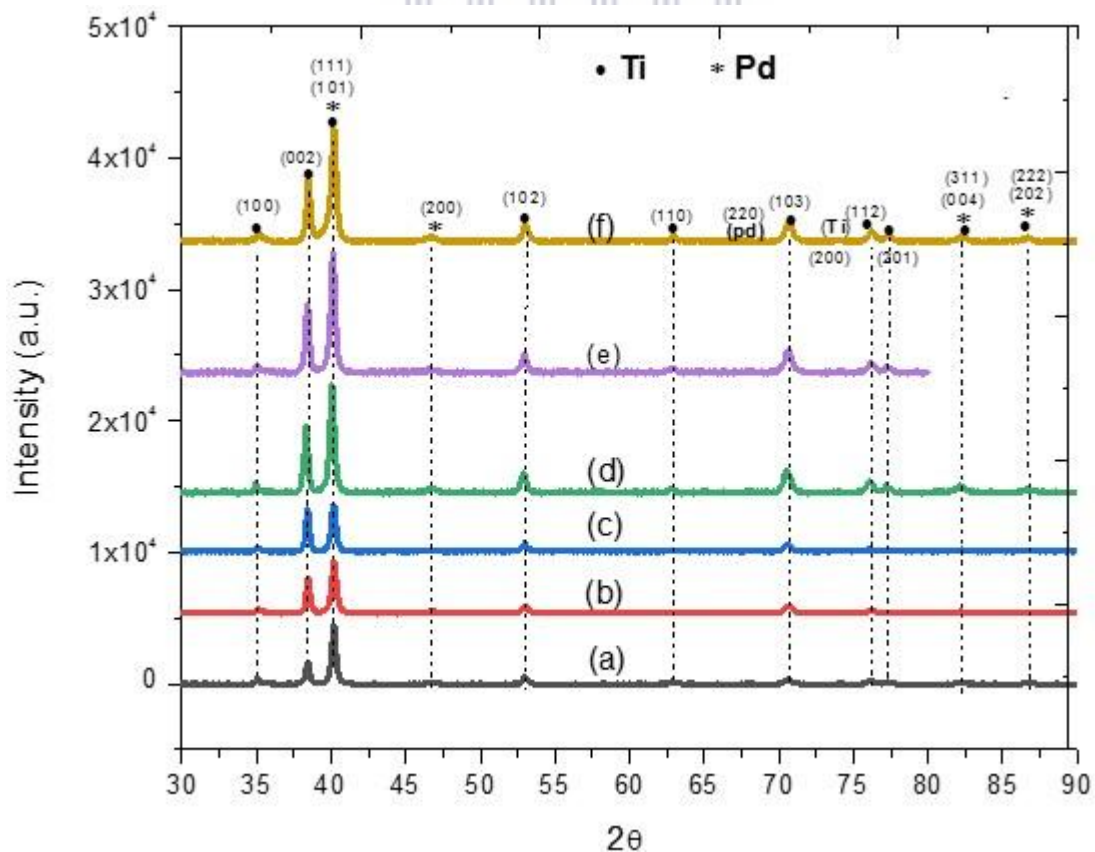 5x10⁴
4x10⁴
3x10⁴
2x10⁴
1x10⁴
0
Intensity (a.u.)
• Ti * Pd
(100)
(002)
(111)
(101)
*
(200)
*
(102)
(110)
(220)
(pd)
(103)
(Ti)
(200)
(112)
(201)
(311)
(004)
*
(222)
(202)
*
(f)
(e)
(d)
(c)
(b)
(a)
30 35 40 45 50 55 60 65 70 75 80 85 90
2θ